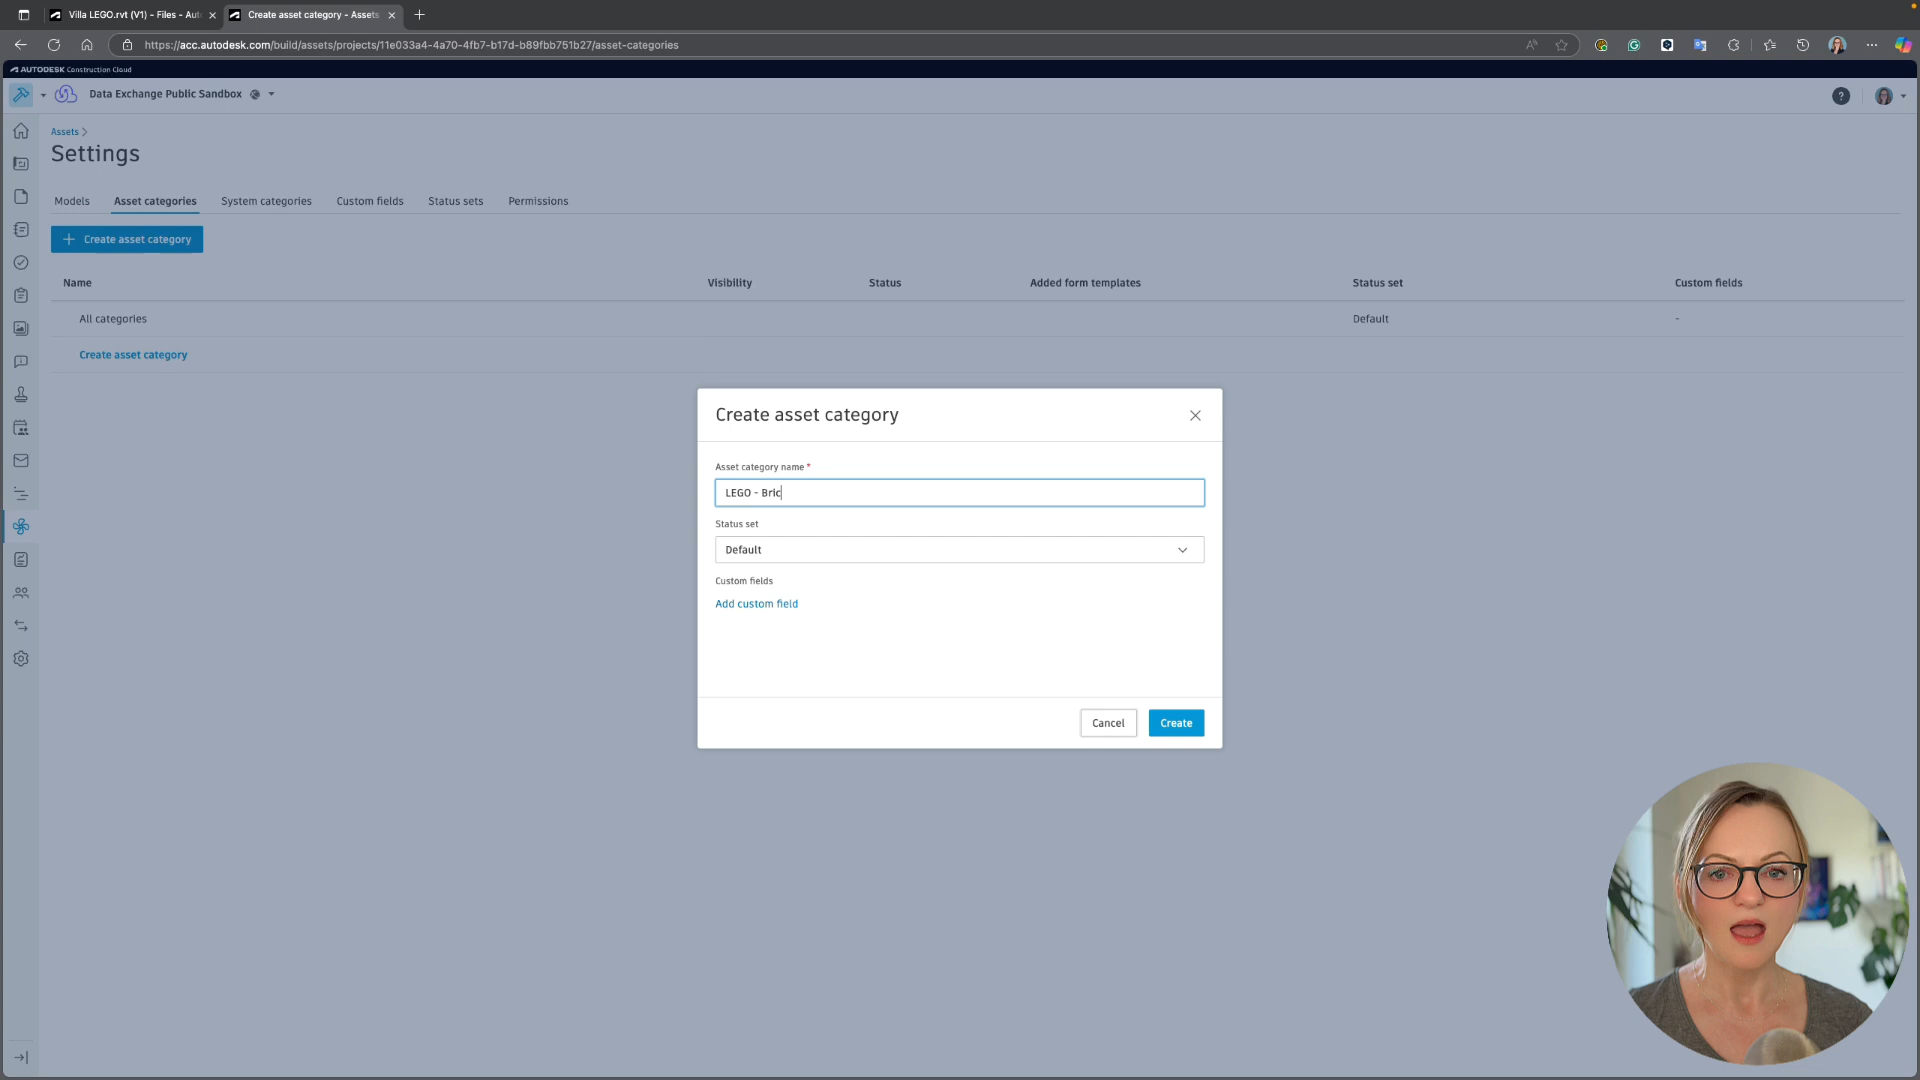 Villa LEGO.rvt (V1) - Files - Aut
Create asset category - Assets
https://acc.autodesk.com/build/assets/projects/11e033a4-4a70-4fb7-b17d-b89fbb751b27/asset-categories
AUTODESK Construction Cloud
Data Exchange Public Sandbox
Assets
Settings
Models Asset categories System categories Custom fields Status sets Permissions
Create asset category
Name Visibility Status Added form templates Status set Custom fields
All categories Default -
Create asset category
Create asset category
Asset category name *
LEGO - Bric
Status set
Default
Custom fields
Add custom field
Cancel Create